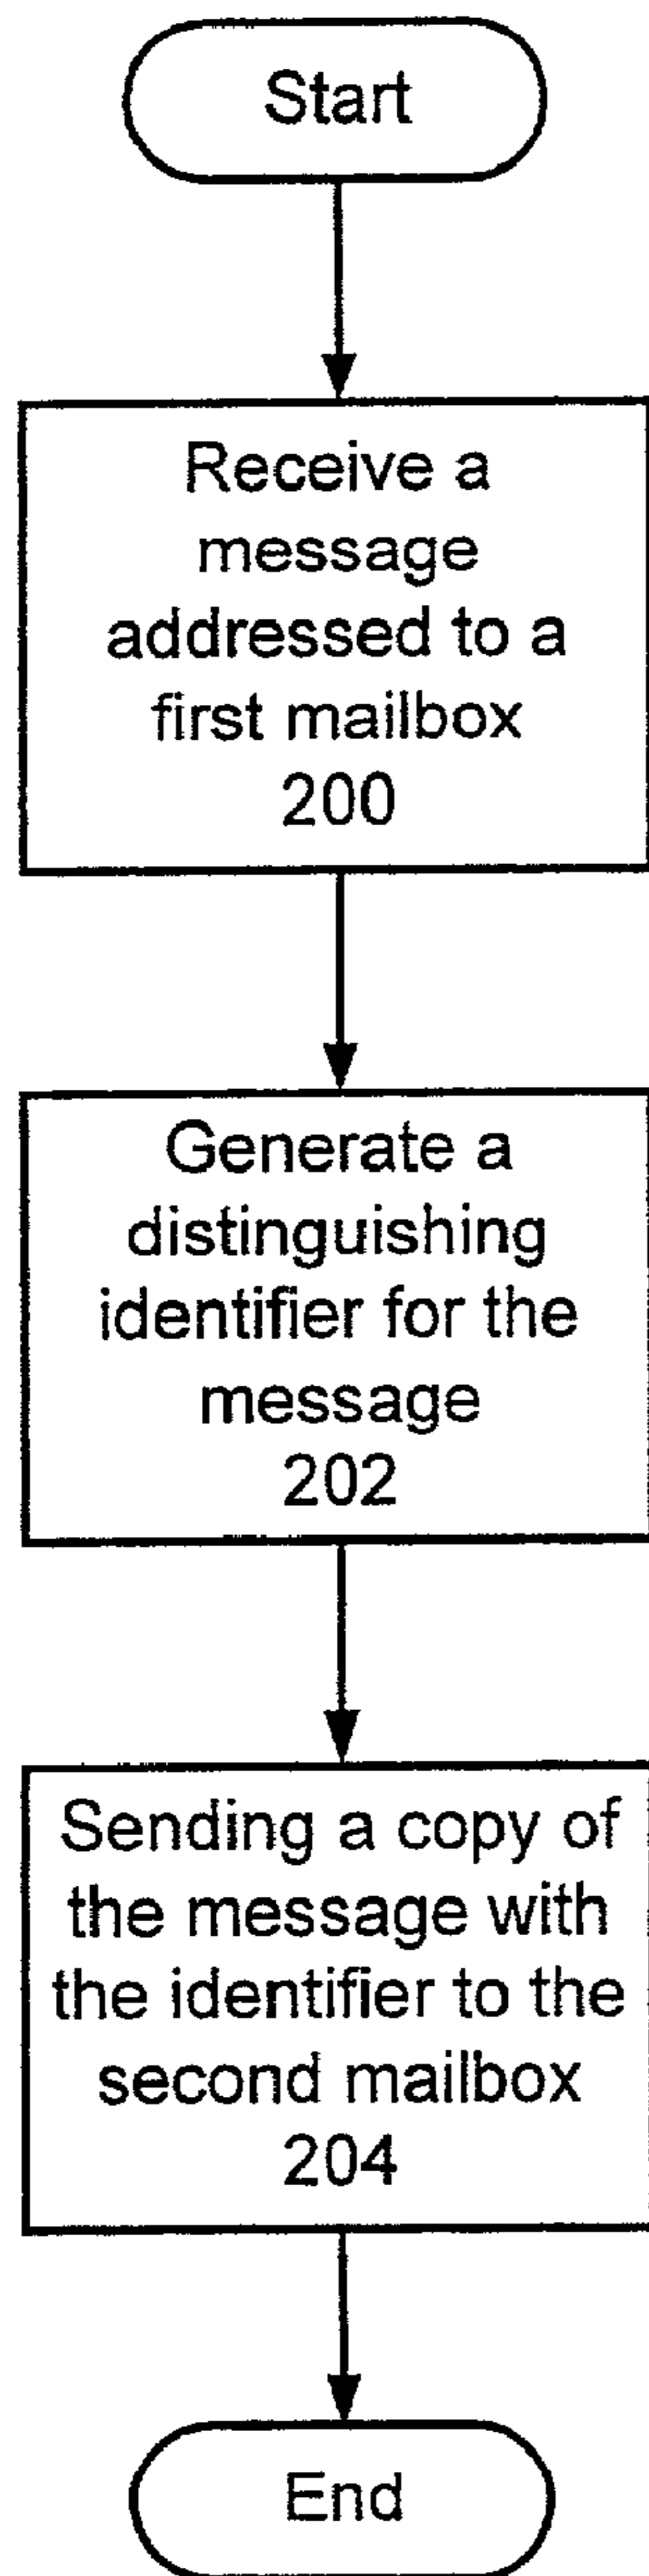 Start
Receive a
message
addressed to a
first mailbox
200
Generate a
distinguishing
identifier for the
message
202
Sending a copy of
the message with
the identifier to the
second mailbox
204
End